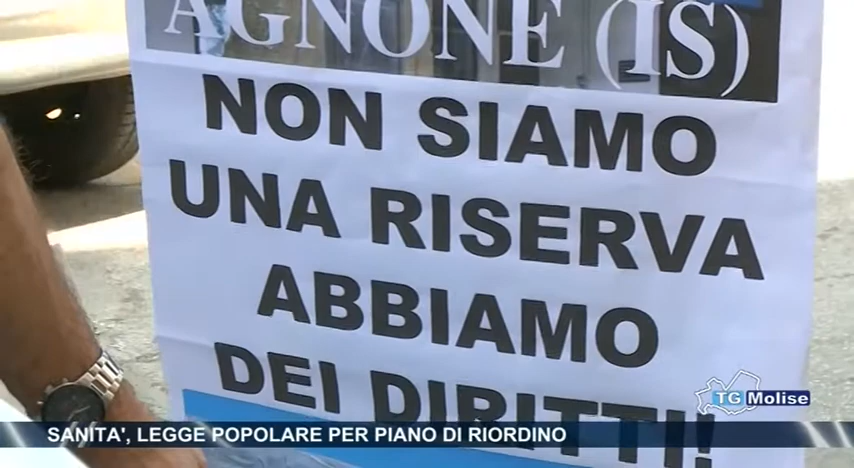 AGNONE (IS)
NON SIAMO
UNA RISERVA
ABBIAMO
DEI DIRITTI!
TG Molise
SANITA', LEGGE POPOLARE PER PIANO DI RIORDINO